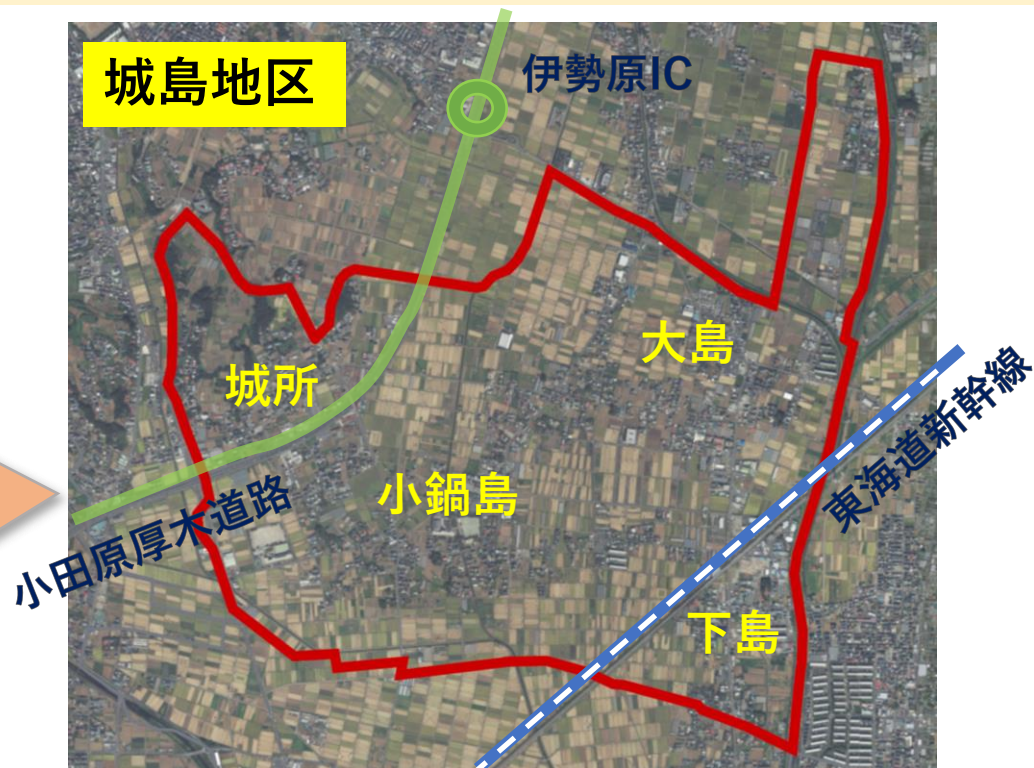 城島地区
伊勢原IC
大島
城所
東海道新幹線
小鍋島
小田原厚木道路
下島